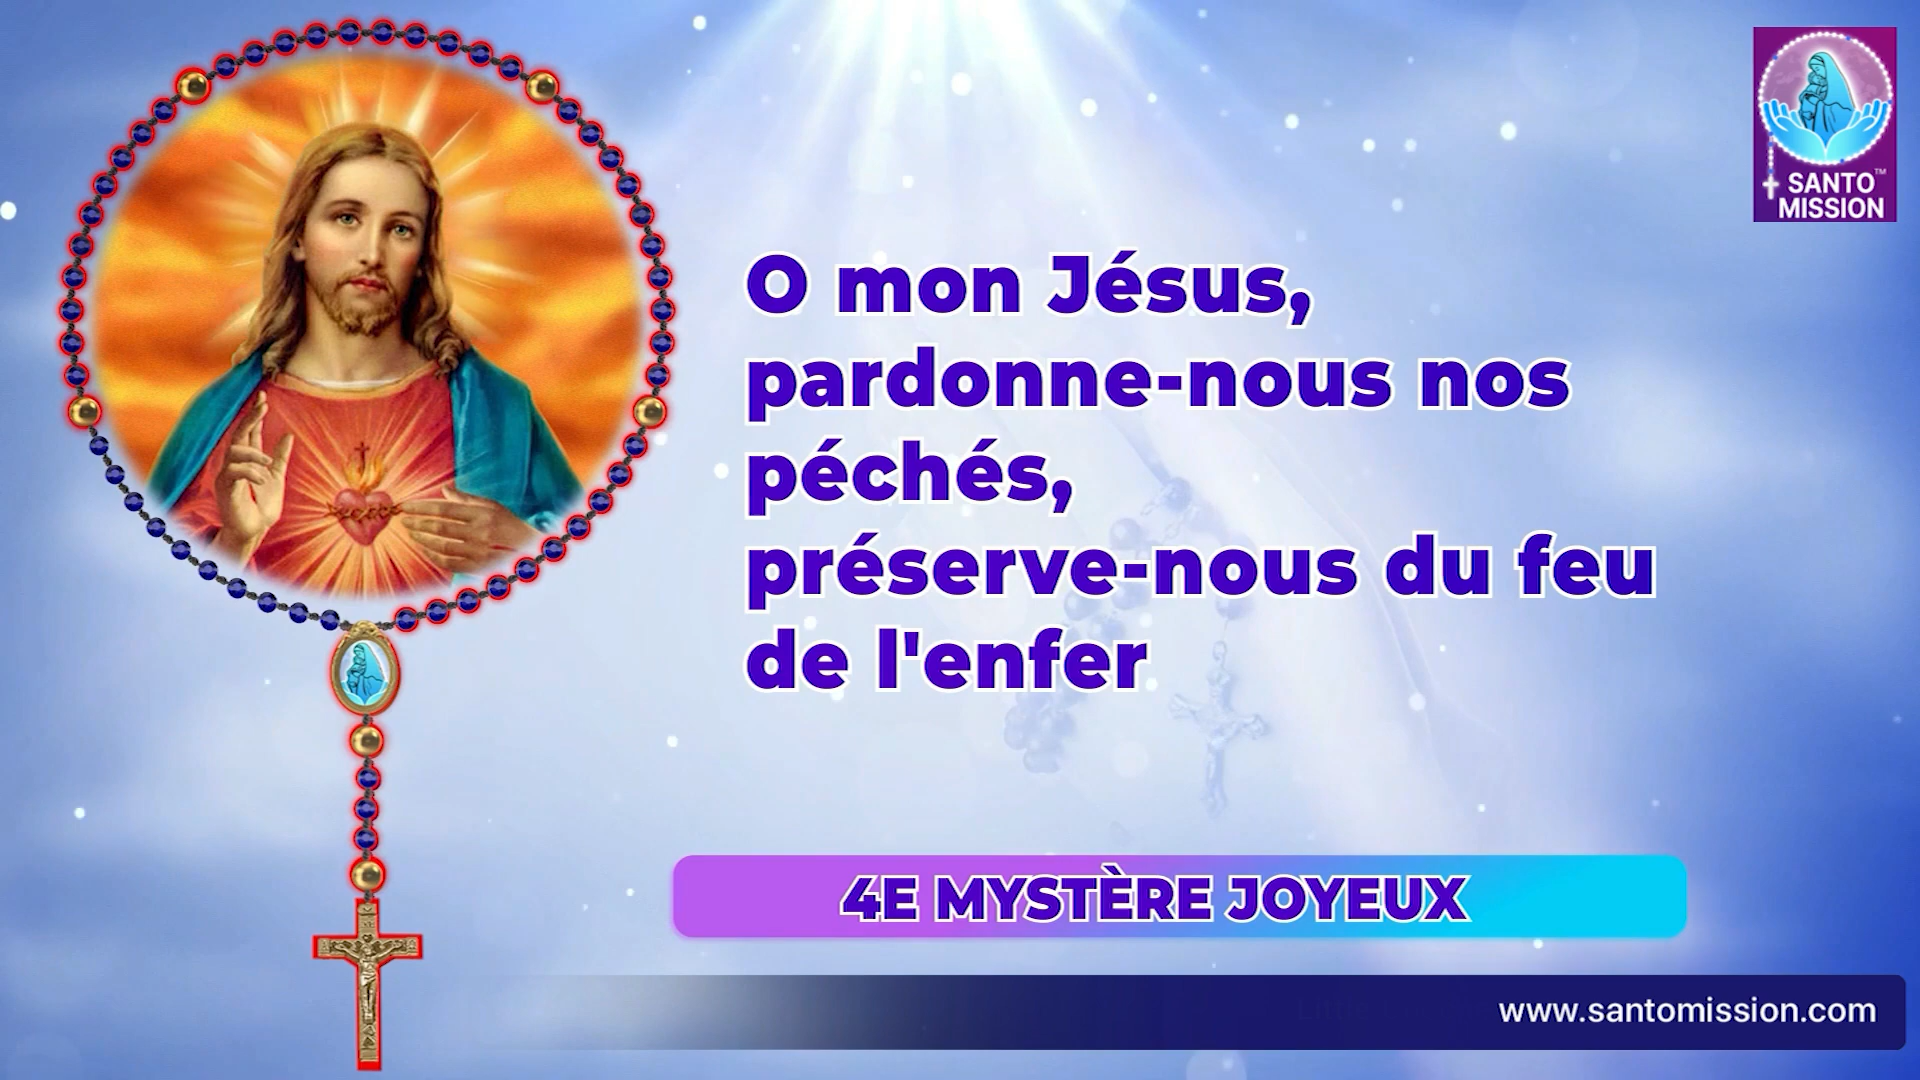 SANTO™
MISSION
O mon Jésus,
pardonne-nous nos
péchés,
préserve-nous du feu
de l'enfer
4E MYSTÈRE JOYEUX
www.santomission.com